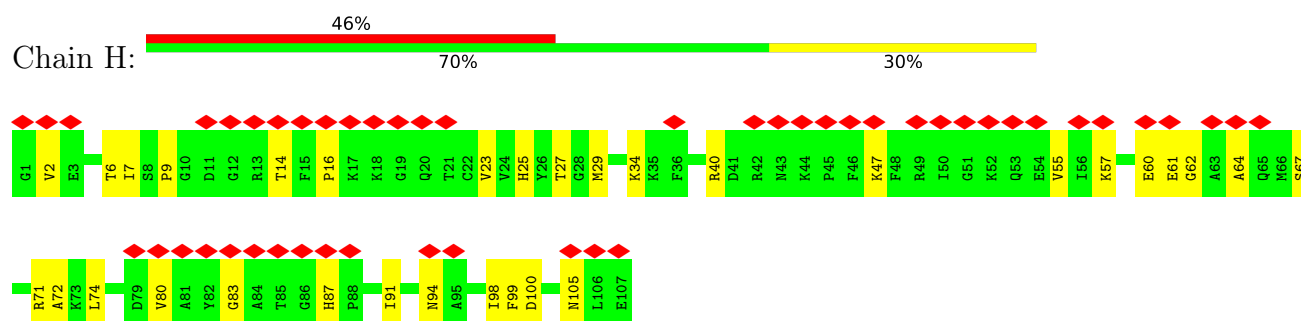 46%
Chain H:
70% 30%
G1 V2 E3 T6 I7 S8 P9 G10 D11 G12 R13 T14 F15 P16 K17 K18 G19 Q20 T21 C22 V23 V24 H25 Y26 T27 G28 M29 K34 K35 F36 R40 D41 R42 N43 K44 P45 F46 K47 F48 R49 I50 G51 K52 Q53 E54 V55 I56 K57 E60 E61 G62 A63 A64 Q65 M66 S67
R71 A72 K73 L74 D79 V80 A81 Y82 G83 A84 T85 G86 H87 P88 I91 N94 A95 I98 F99 D100 N105 L106 E107